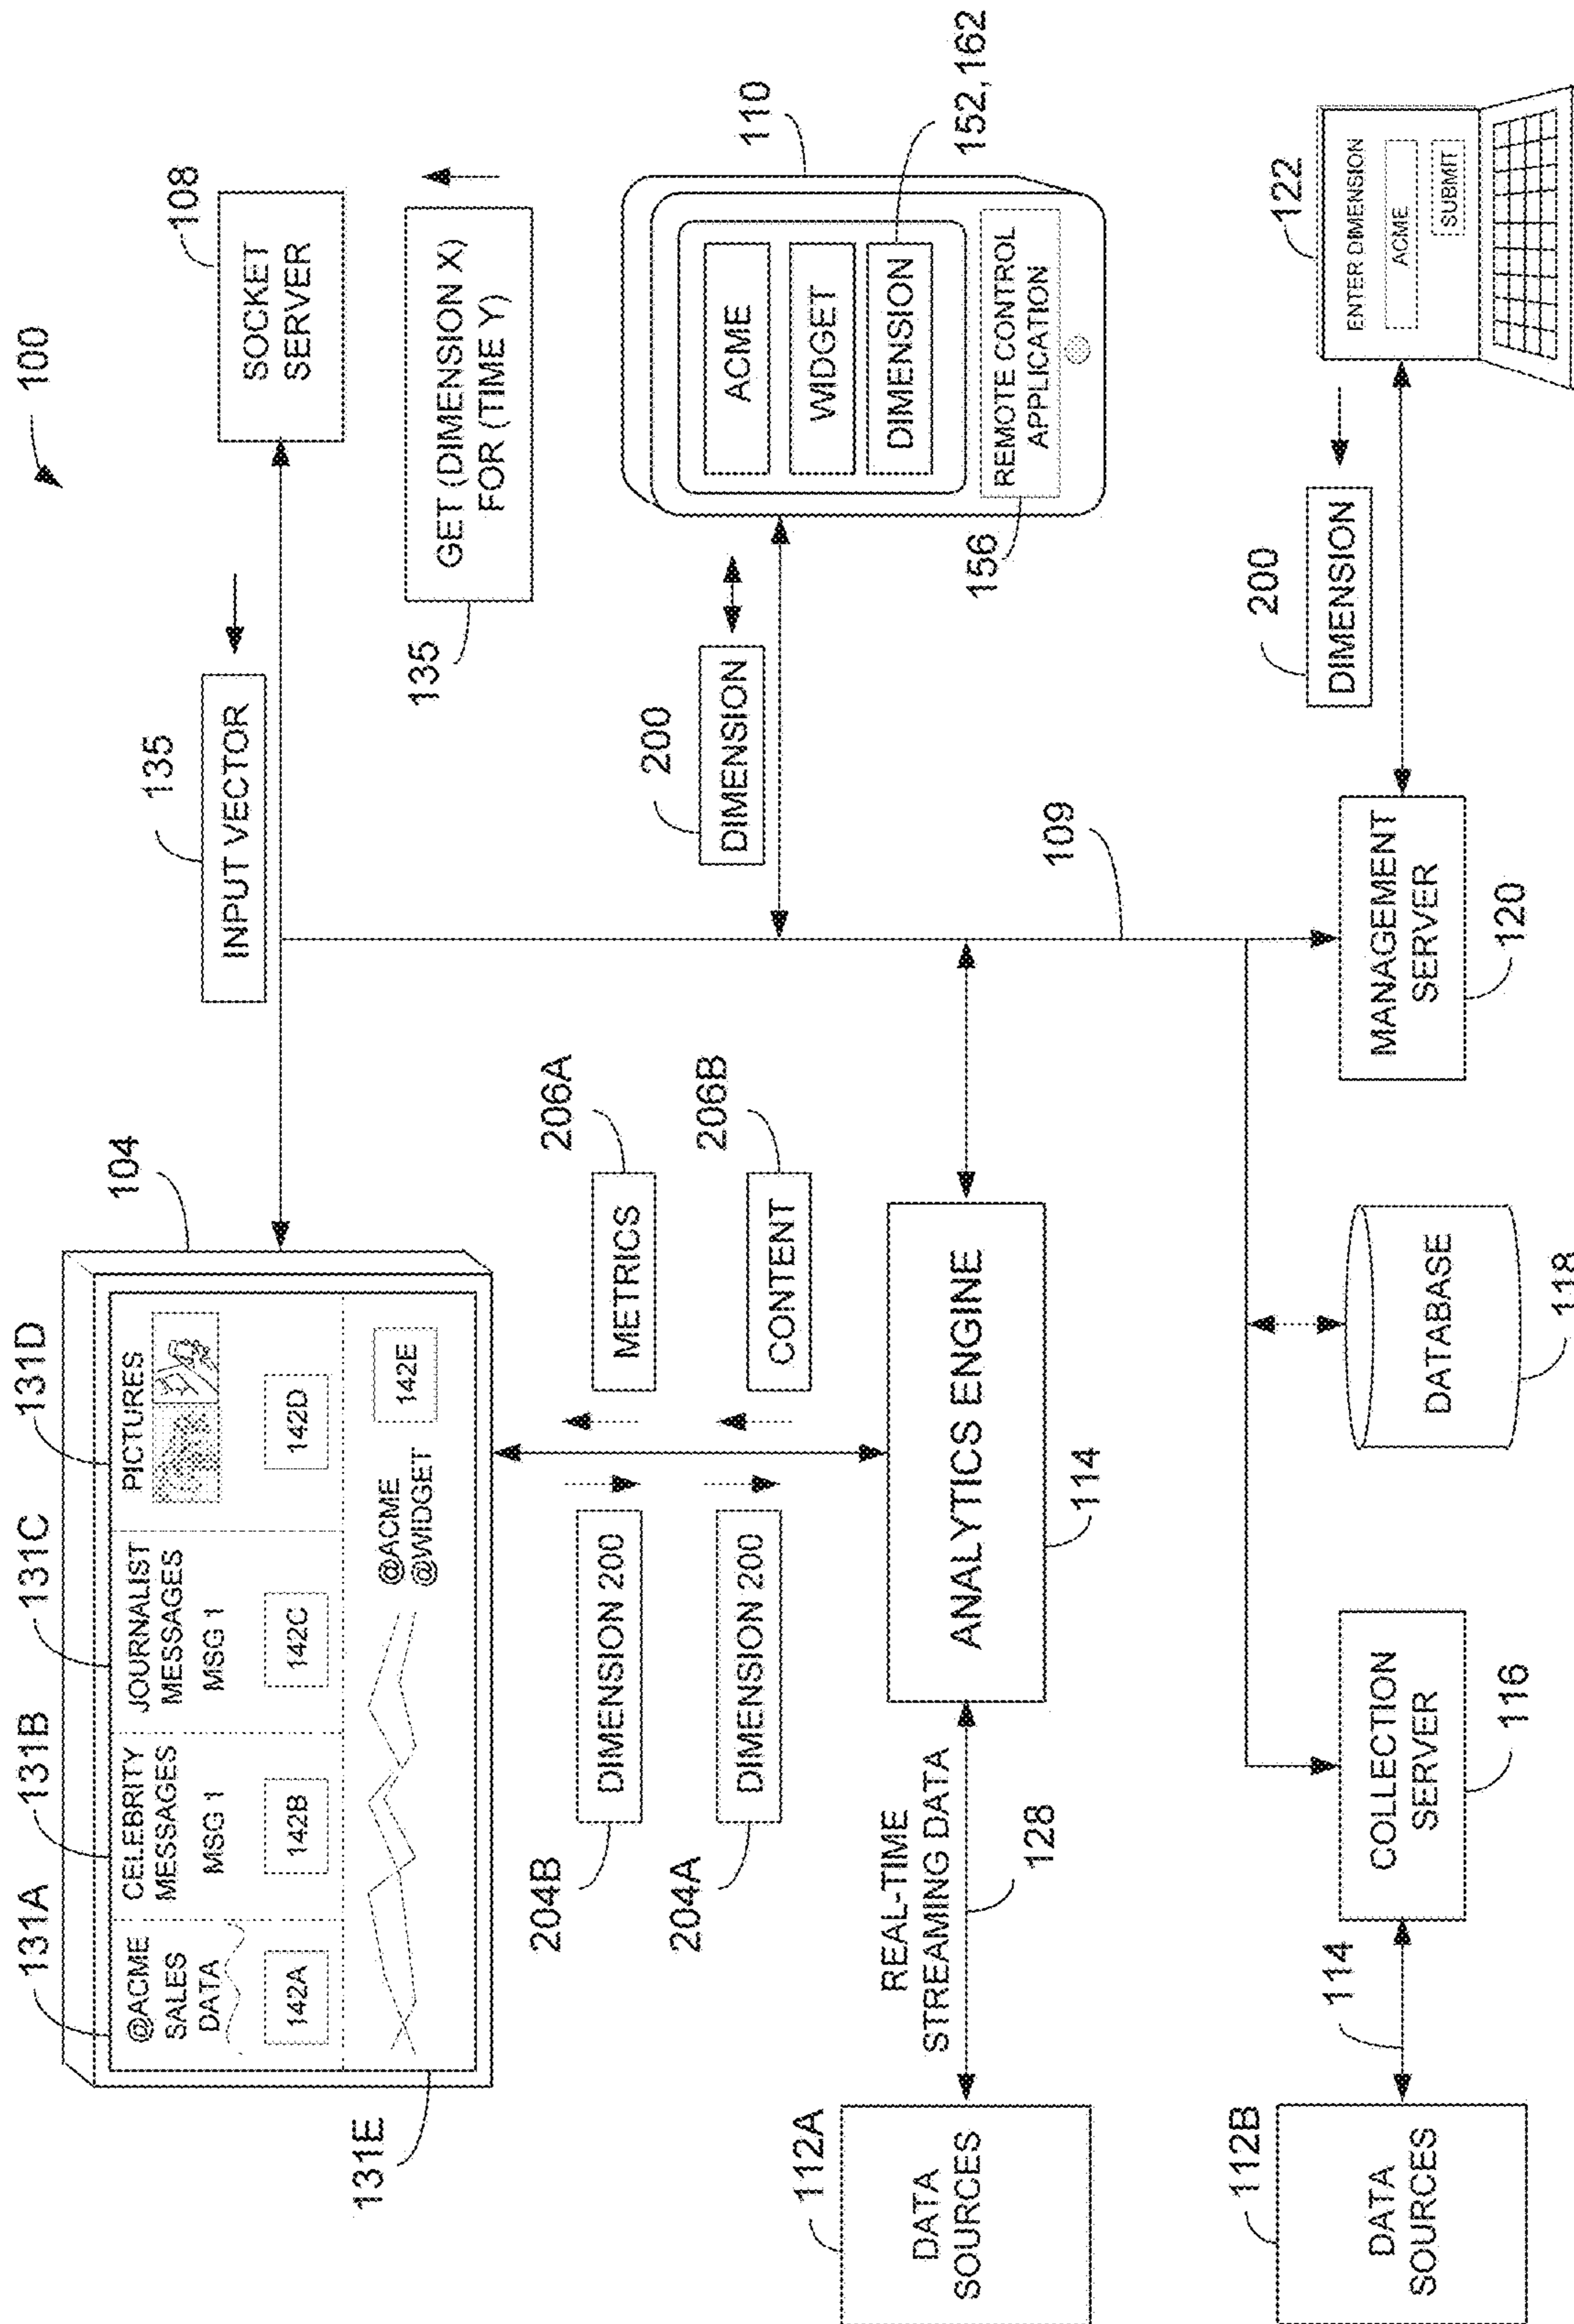 100
104
131A
131B
131C
131D
@ACME
SALES
DATA
142A
CELEBRITY
MESSAGES
MSG 1
142B
JOURNALIST
MESSAGES
MSG 1
142C
PICTURES
142D
@ACME
@WIDGET
142E
131E
135
INPUT VECTOR
108
SOCKET
SERVER
135
GET (DIMENSION X)
FOR (TIME Y)
204B
DIMENSION 200
METRICS
206A
204A
DIMENSION 200
CONTENT
206B
200
DIMENSION
110
ACME
WIDGET
DIMENSION
152,162
REMOTE CONTROL
APPLICATION
156
112A
DATA
SOURCES
REAL-TIME
STREAMING DATA
128
ANALYTICS ENGINE
114
109
112B
DATA
SOURCES
114
COLLECTION
SERVER
116
DATABASE
118
MANAGEMENT
SERVER
120
200
DIMENSION
122
ENTER DIMENSION
ACME
SUBMIT